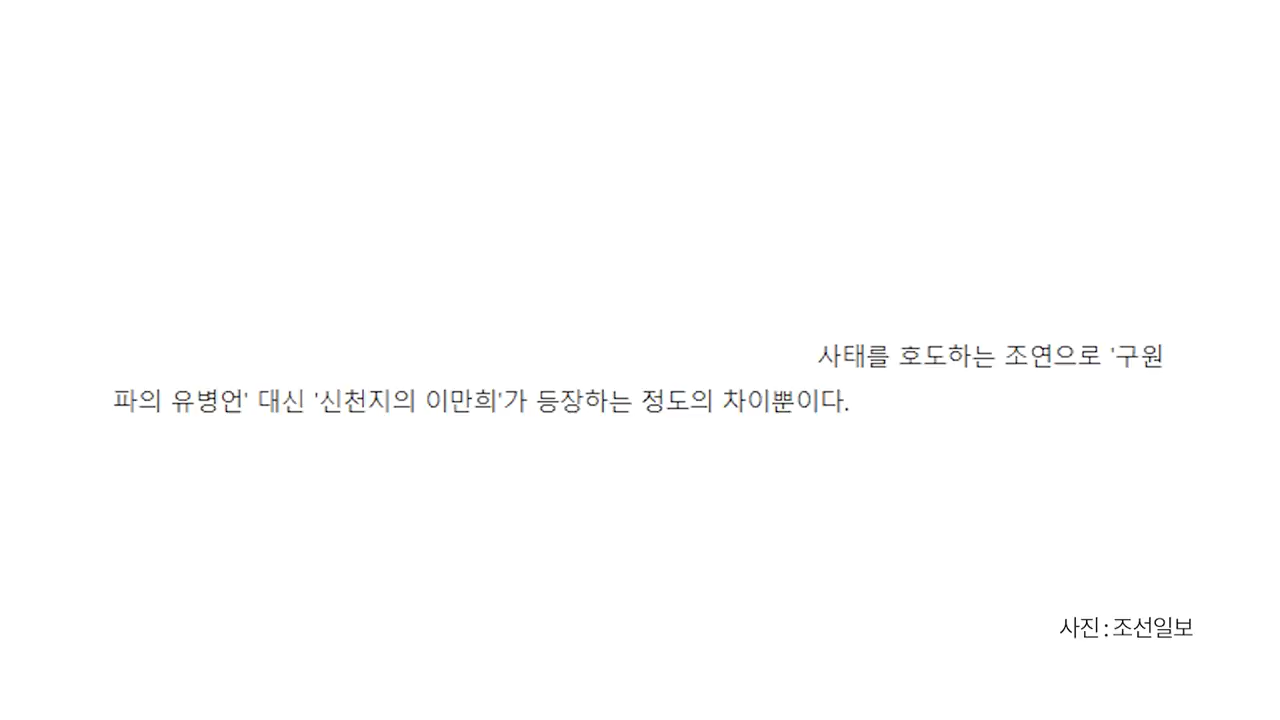 사태를 호도하는 조연으로 '구원
파의 유병언' 대신 '신천지의 이만희'가 등장하는 정도의 차이뿐이다.
사진 : 조선일보